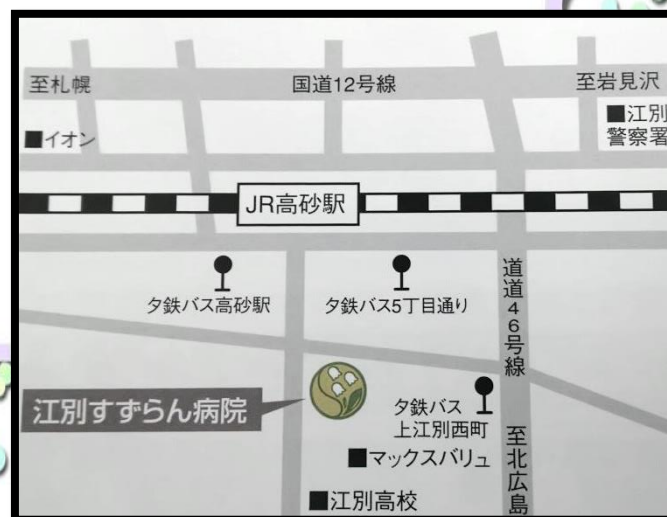 至札幌
国道12号線
至岩見沢
■イオン
■江別
警察署
JR高砂駅
夕鉄バス高砂駅
夕鉄バス5丁目通り
道道46号線
江別すずらん病院
夕鉄バス
上江別西町
■マックスバリュ
至北広島
■江別高校